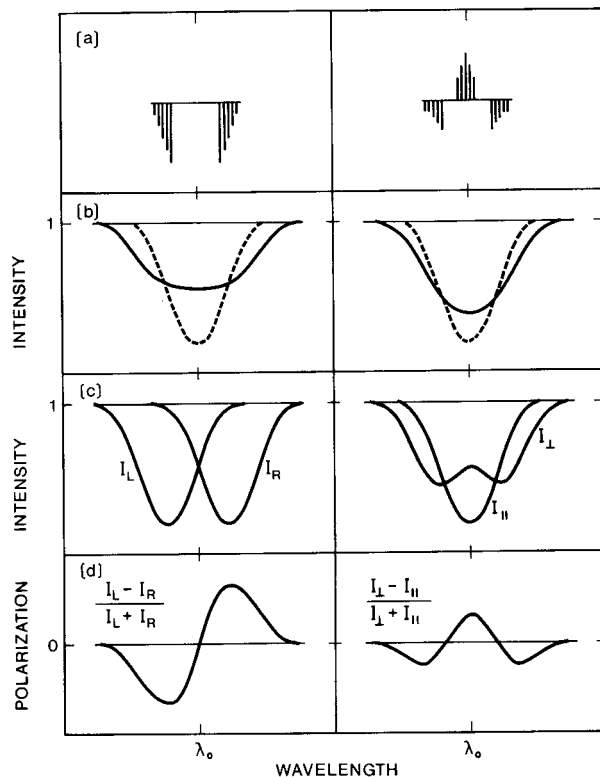 (a)
(b)
1
INTENSITY
(c)
1
I_L
I_R
I_⊥
I_||
INTENSITY
(d)
I_L − I_R
I_L + I_R
I_⊥ − I_||
I_⊥ + I_||
0
POLARIZATION
λ₀
λ₀
WAVELENGTH